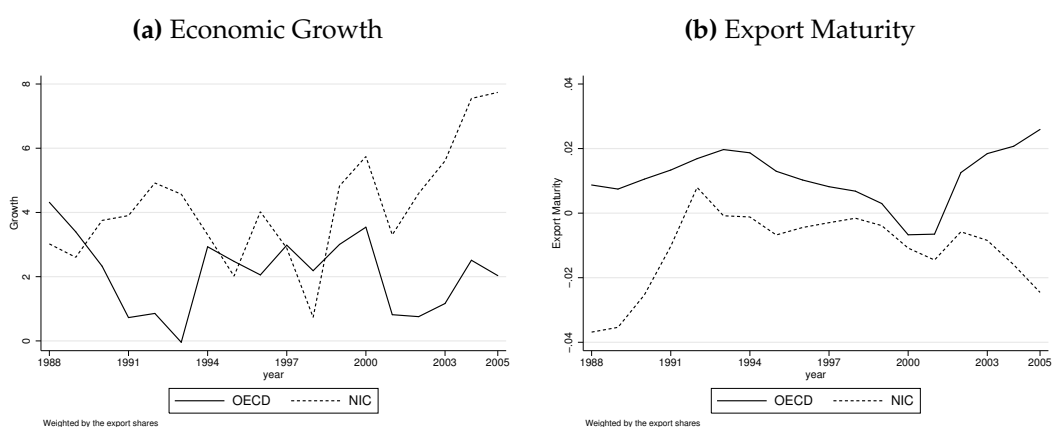 (a) Economic Growth
Growth
8
6
4
2
0
1988 1991 1994 1997 2000 2003 2005
year
OECD NIC
Weighted by the export shares
(b) Export Maturity
Export Maturity
.04
.02
0
-.02
-.04
1988 1991 1994 1997 2000 2003 2005
year
OECD NIC
Weighted by the export shares